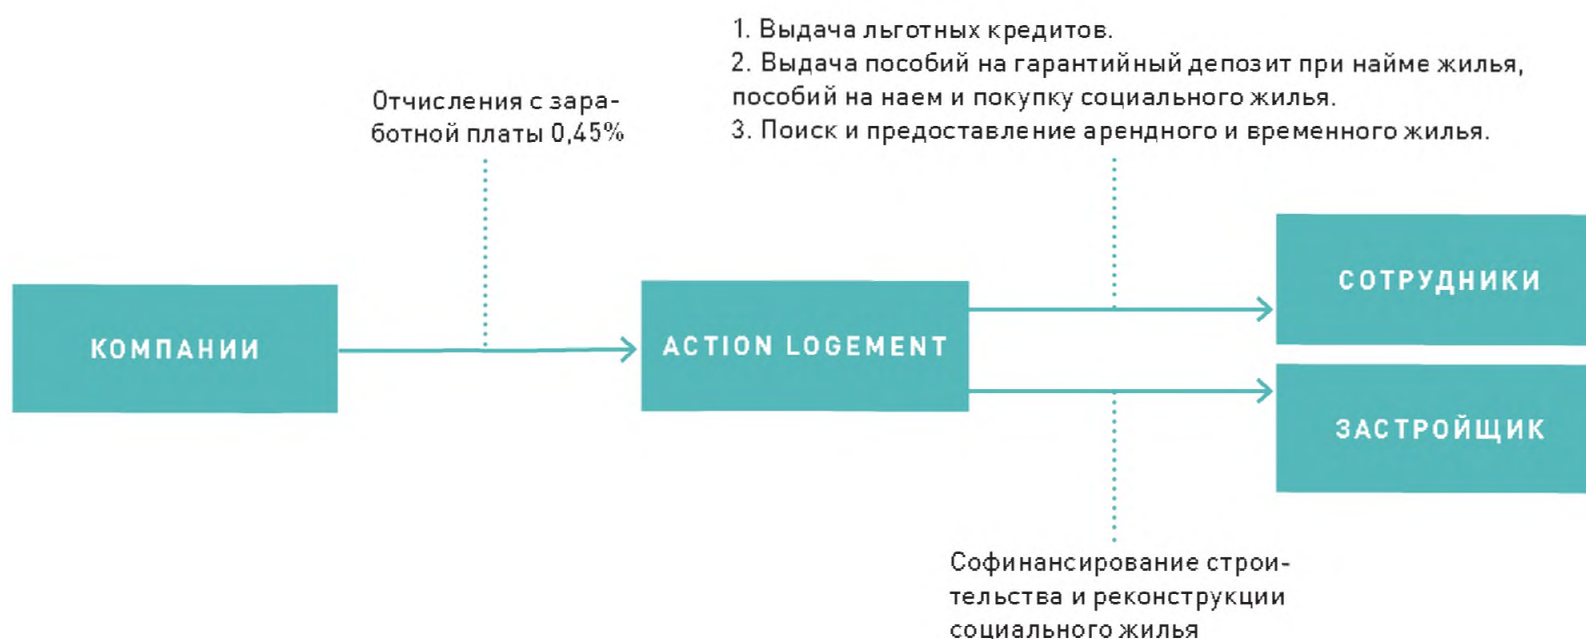 1. Выдача льготных кредитов.
2. Выдача пособий на гарантийный депозит при найме жилья,
пособий на наем и покупку социального жилья.
3. Поиск и предоставление арендного и временного жилья.
Отчисления с зара-
ботной платы 0,45%
КОМПАНИИ
ACTION LOGEMENT
СОТРУДНИКИ
ЗАСТРОЙЩИК
Софинансирование строи-
тельства и реконструкции
социального жилья